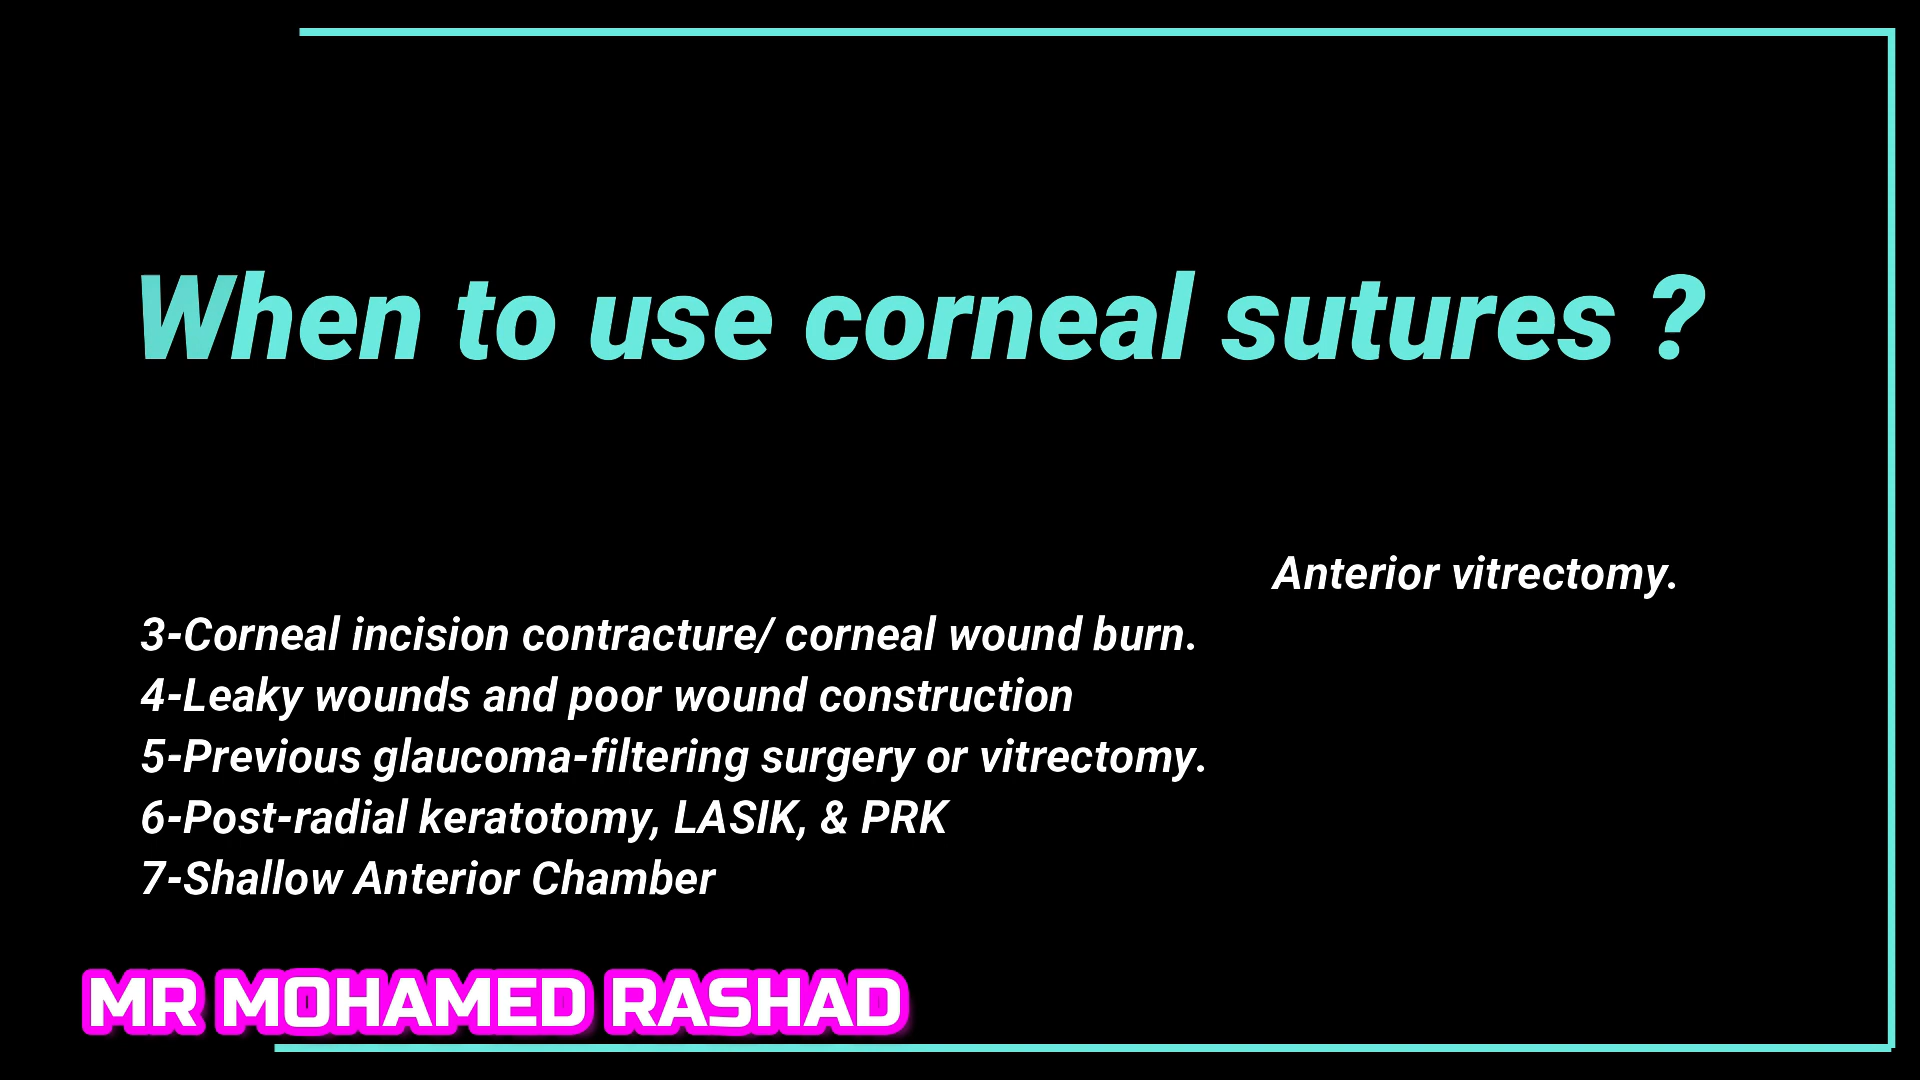 When to use corneal sutures ?
Anterior vitrectomy.
3-Corneal incision contracture/ corneal wound burn.
4-Leaky wounds and poor wound construction
5-Previous glaucoma-filtering surgery or vitrectomy.
6-Post-radial keratotomy, LASIK, & PRK
7-Shallow Anterior Chamber
MR MOHAMED RASHAD